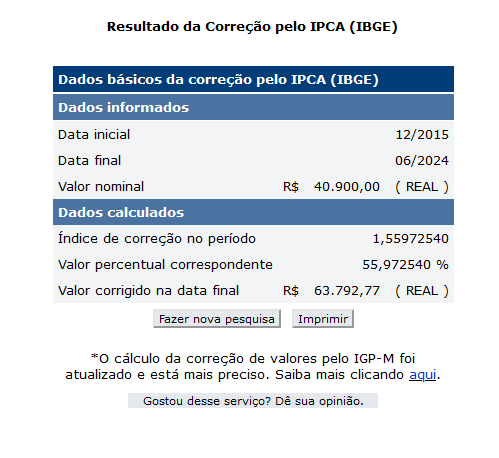 Resultado da Correção pelo IPCA (IBGE)
Dados básicos da correção pelo IPCA (IBGE)
Dados informados
Data inicial 12/2015
Data final 06/2024
Valor nominal R$ 40.900,00 ( REAL )
Dados calculados
Índice de correção no período 1,55972540
Valor percentual correspondente 55,972540 %
Valor corrigido na data final R$ 63.792,77 ( REAL )
Fazer nova pesquisa Imprimir
*O cálculo da correção de valores pelo IGP-M foi
atualizado e está mais preciso. Saiba mais clicando aqui.
Gostou desse serviço? Dê sua opinião.